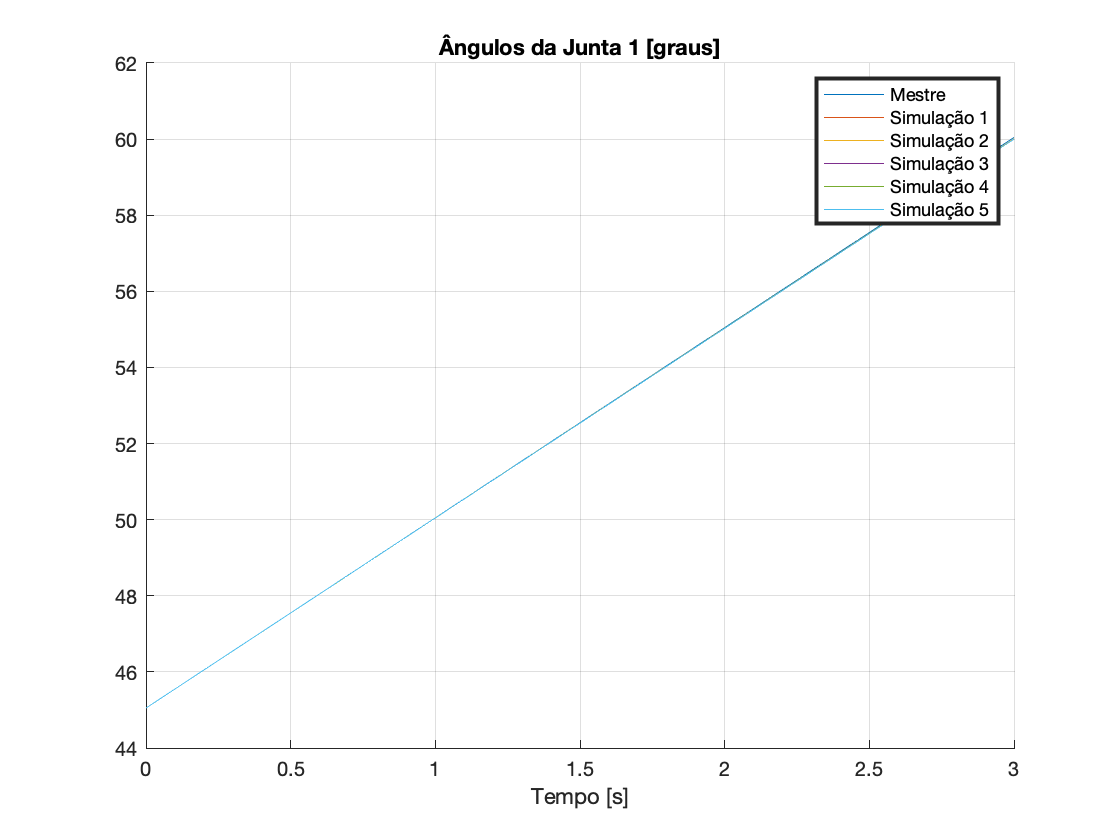 Ângulos da Junta 1 [graus]
62
60
58
56
54
52
50
48
46
44
Mestre
Simulação 1
Simulação 2
Simulação 3
Simulação 4
Simulação 5
0
0.5
1
1.5
2
2.5
3
Tempo [s]